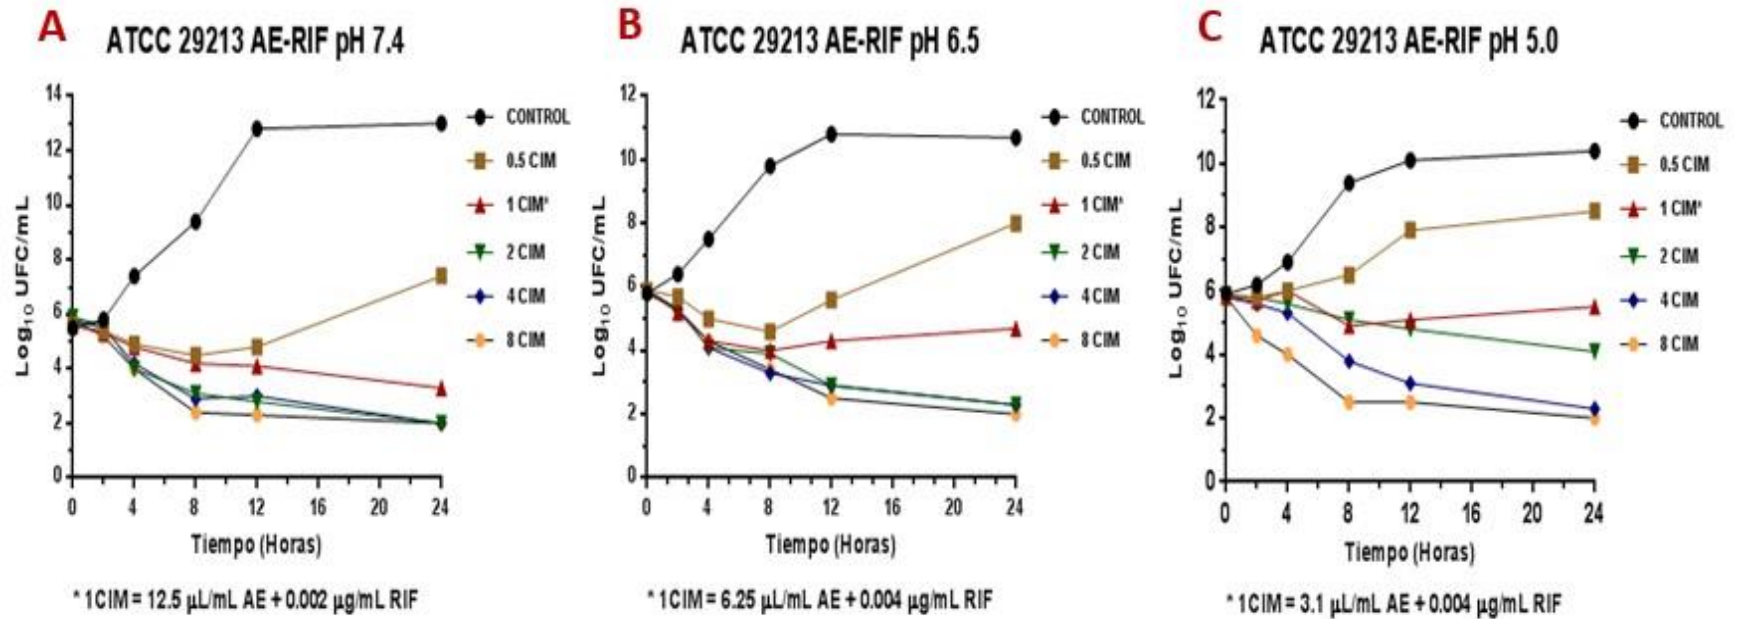 A
ATCC 29213 AE-RIF pH 7.4
14
12
10
8
6
4
2
0
Log10 UFC/mL
0 4 8 12 16 20 24
Tiempo (Horas)
CONTROL
0.5 CIM
1 CIM*
2 CIM
4 CIM
8 CIM
* 1CIM = 12.5 µL/mL AE + 0.002 µg/mL RIF
B
ATCC 29213 AE-RIF pH 6.5
12
10
8
6
4
2
0
Log10 UFC/mL
0 4 8 12 16 20 24
Tiempo (Horas)
CONTROL
0.5 CIM
1 CIM*
2 CIM
4 CIM
8 CIM
* 1CIM = 6.25 µL/mL AE + 0.004 µg/mL RIF
C
ATCC 29213 AE-RIF pH 5.0
12
10
8
6
4
2
0
Log10 UFC/mL
0 4 8 12 16 20 24
Tiempo (Horas)
CONTROL
0.5 CIM
1 CIM*
2 CIM
4 CIM
8 CIM
* 1CIM = 3.1 µL/mL AE + 0.004 µg/mL RIF